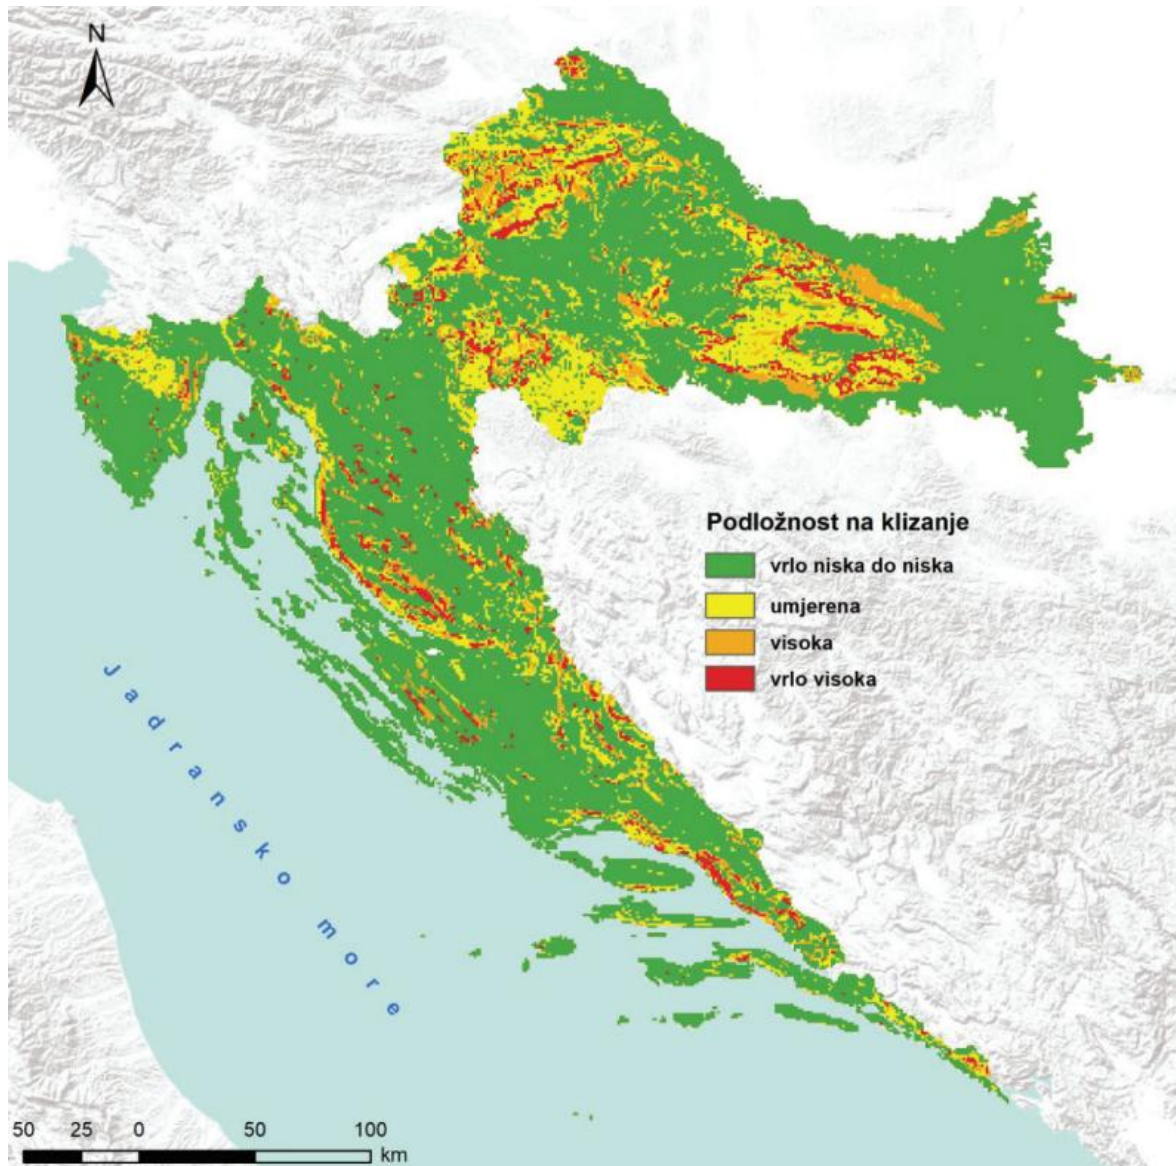 N
Podložnost na klizanje
vrlo niska do niska
umjerena
visoka
vrlo visoka
Jadransko more
50 25 0 50 100
km